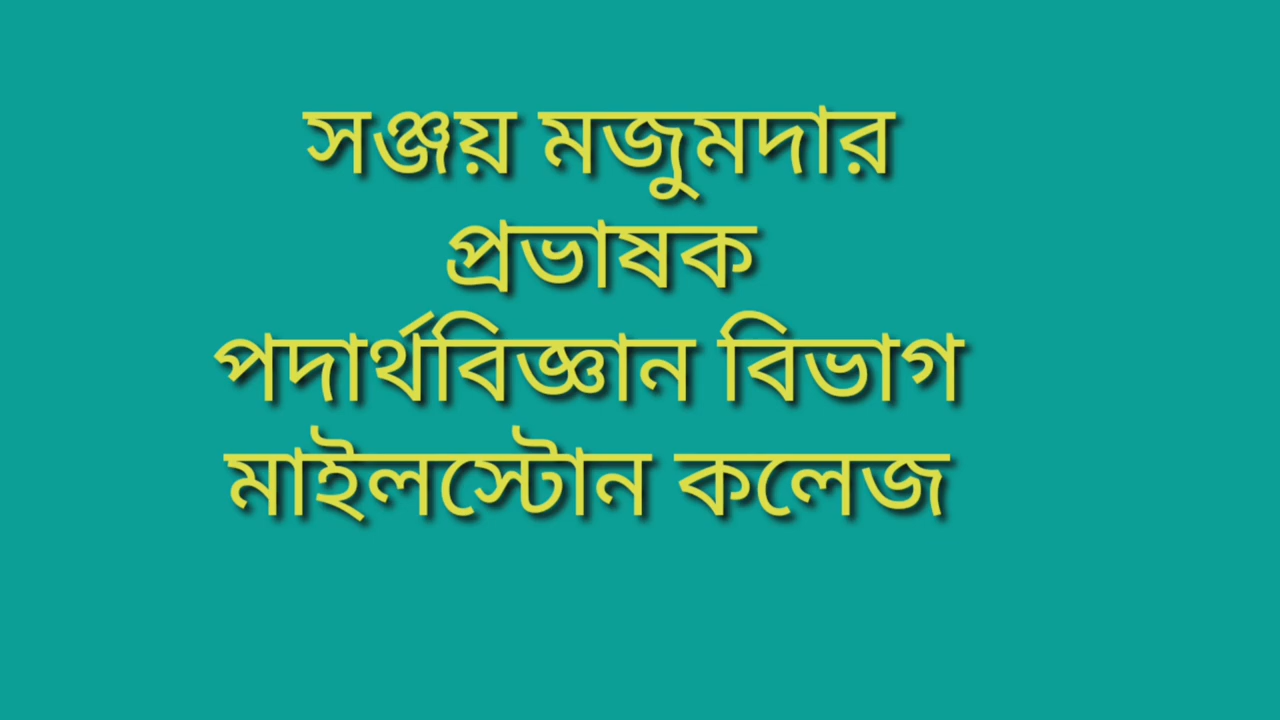 সঞ্জয় মজুমদার
প্রভাষক
পদার্থবিজ্ঞান বিভাগ
মাইলস্টোন কলেজ